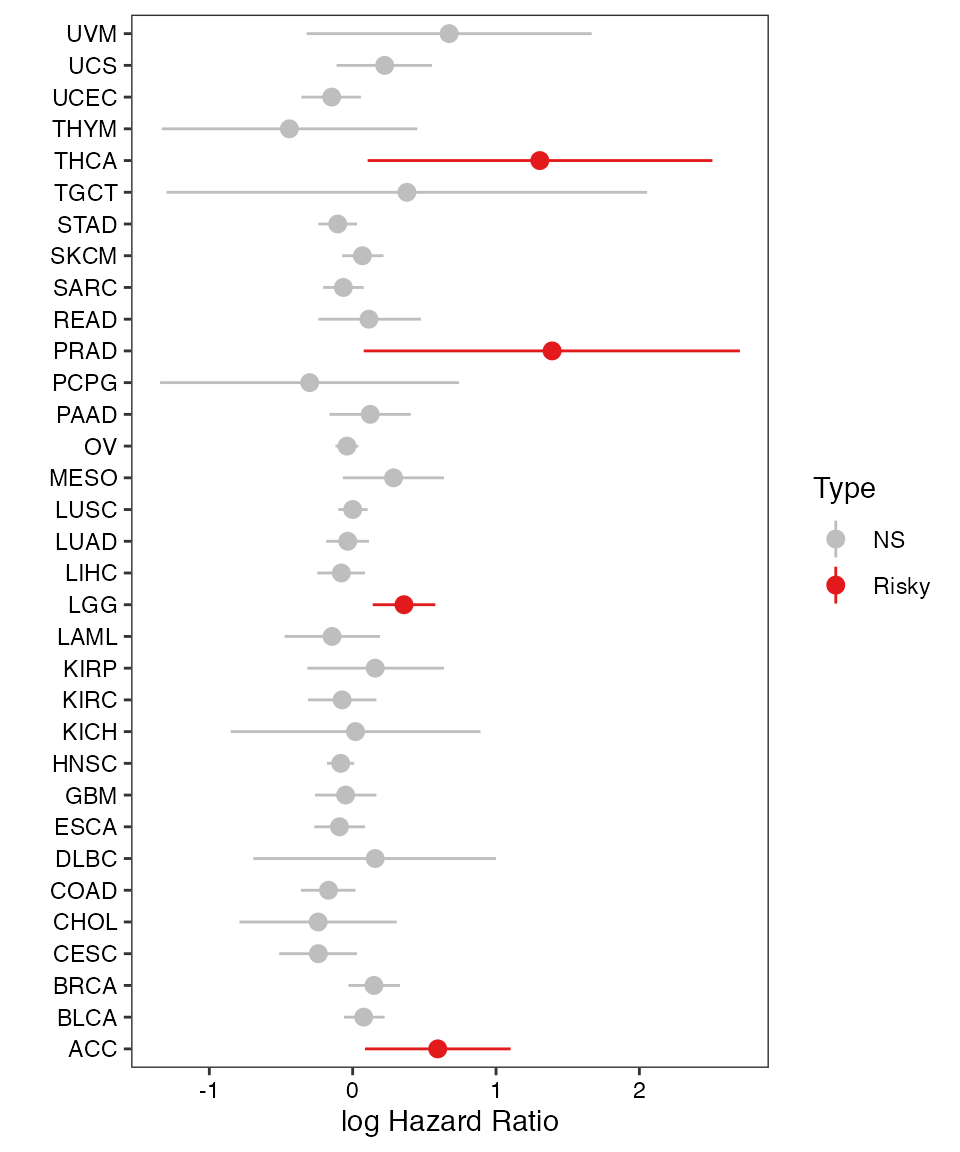 UVM
UCS
UCEC
THYM
THCA
TGCT
STAD
SKCM
SARC
READ
PRAD
PCPG
PAAD
OV
MESO
LUSC
LUAD
LIHC
LGG
LAML
KIRP
KIRC
KICH
HNSC
GBM
ESCA
DLBC
COAD
CHOL
CESC
BRCA
BLCA
ACC
-1 0 1 2
log Hazard Ratio
Type
NS
Risky